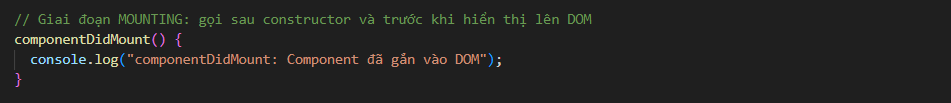 // Giai đoạn MOUNTING: gọi sau constructor và trước khi hiển thị lên DOM
componentDidMount() {
  console.log("componentDidMount: Component đã gắn vào DOM");
}